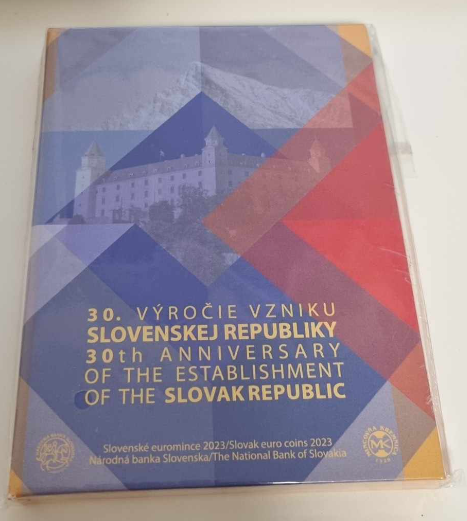 30. VÝROČIE VZNIKU
SLOVENSKEJ REPUBLIKY
30th ANNIVERSARY
OF THE ESTABLISHMENT
OF THE SLOVAK REPUBLIC
Slovenské euromince 2023/Slovak euro coins 2023
Národná banka Slovenska/The National Bank of Slovakia
MK